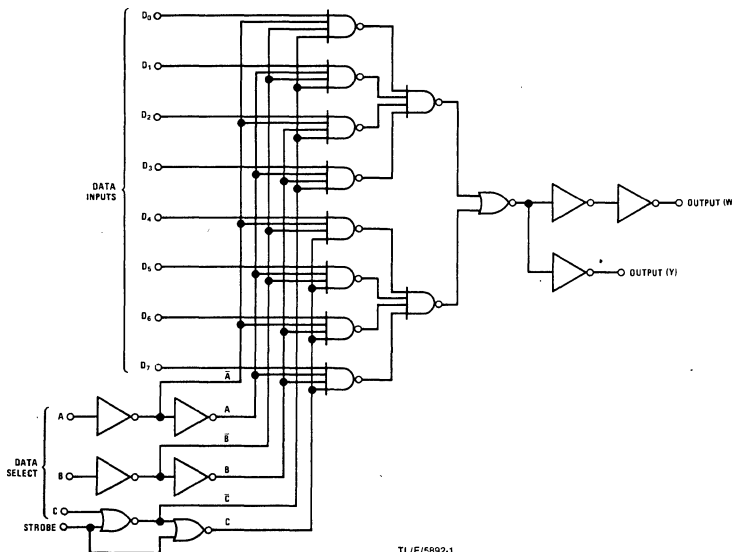 D0
D1
D2
D3
DATA INPUTS
D4
D5
D6
D7
Ā
A
A
B̄
DATA SELECT
B
B
C̄
C
C
STROBE
OUTPUT (W
OUTPUT (Y)
TL/F/5892-1